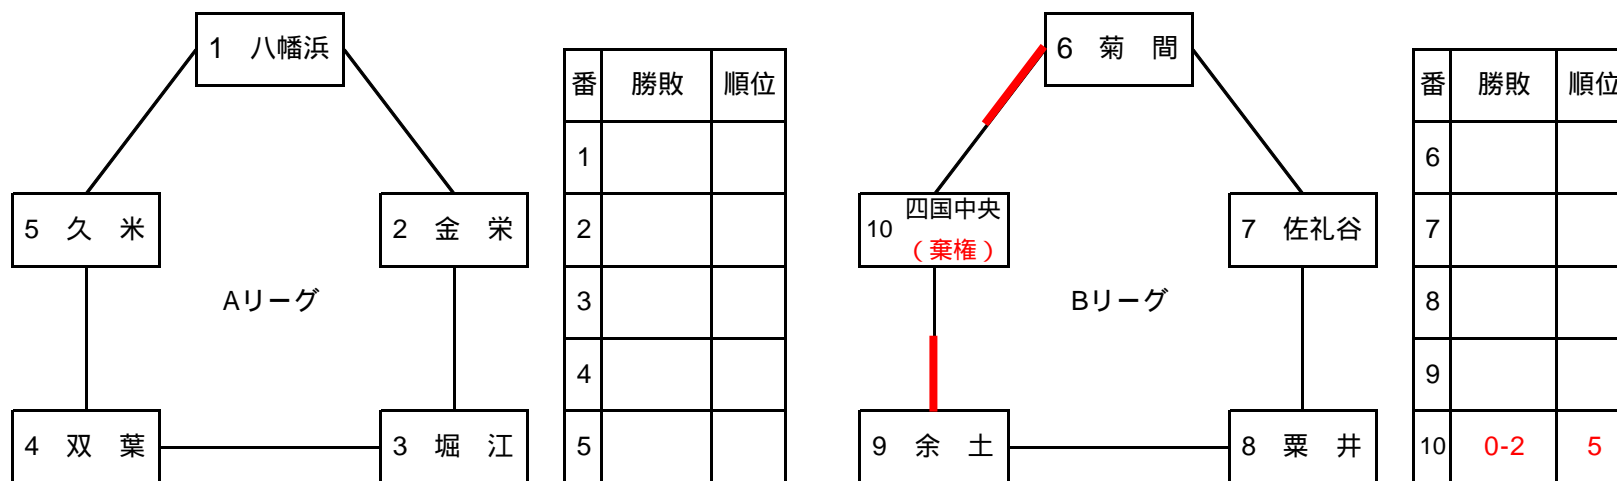 1 八幡浜
5 久 米
2 金 栄
Aリーグ
4 双 葉
3 堀 江
番 勝敗 順位
1
2
3
4
5
6 菊 間
10 四国中央
(棄権)
7 佐礼谷
Bリーグ
9 余 土
8 粟 井
番 勝敗 順位
6
7
8
9
10 0-2 5